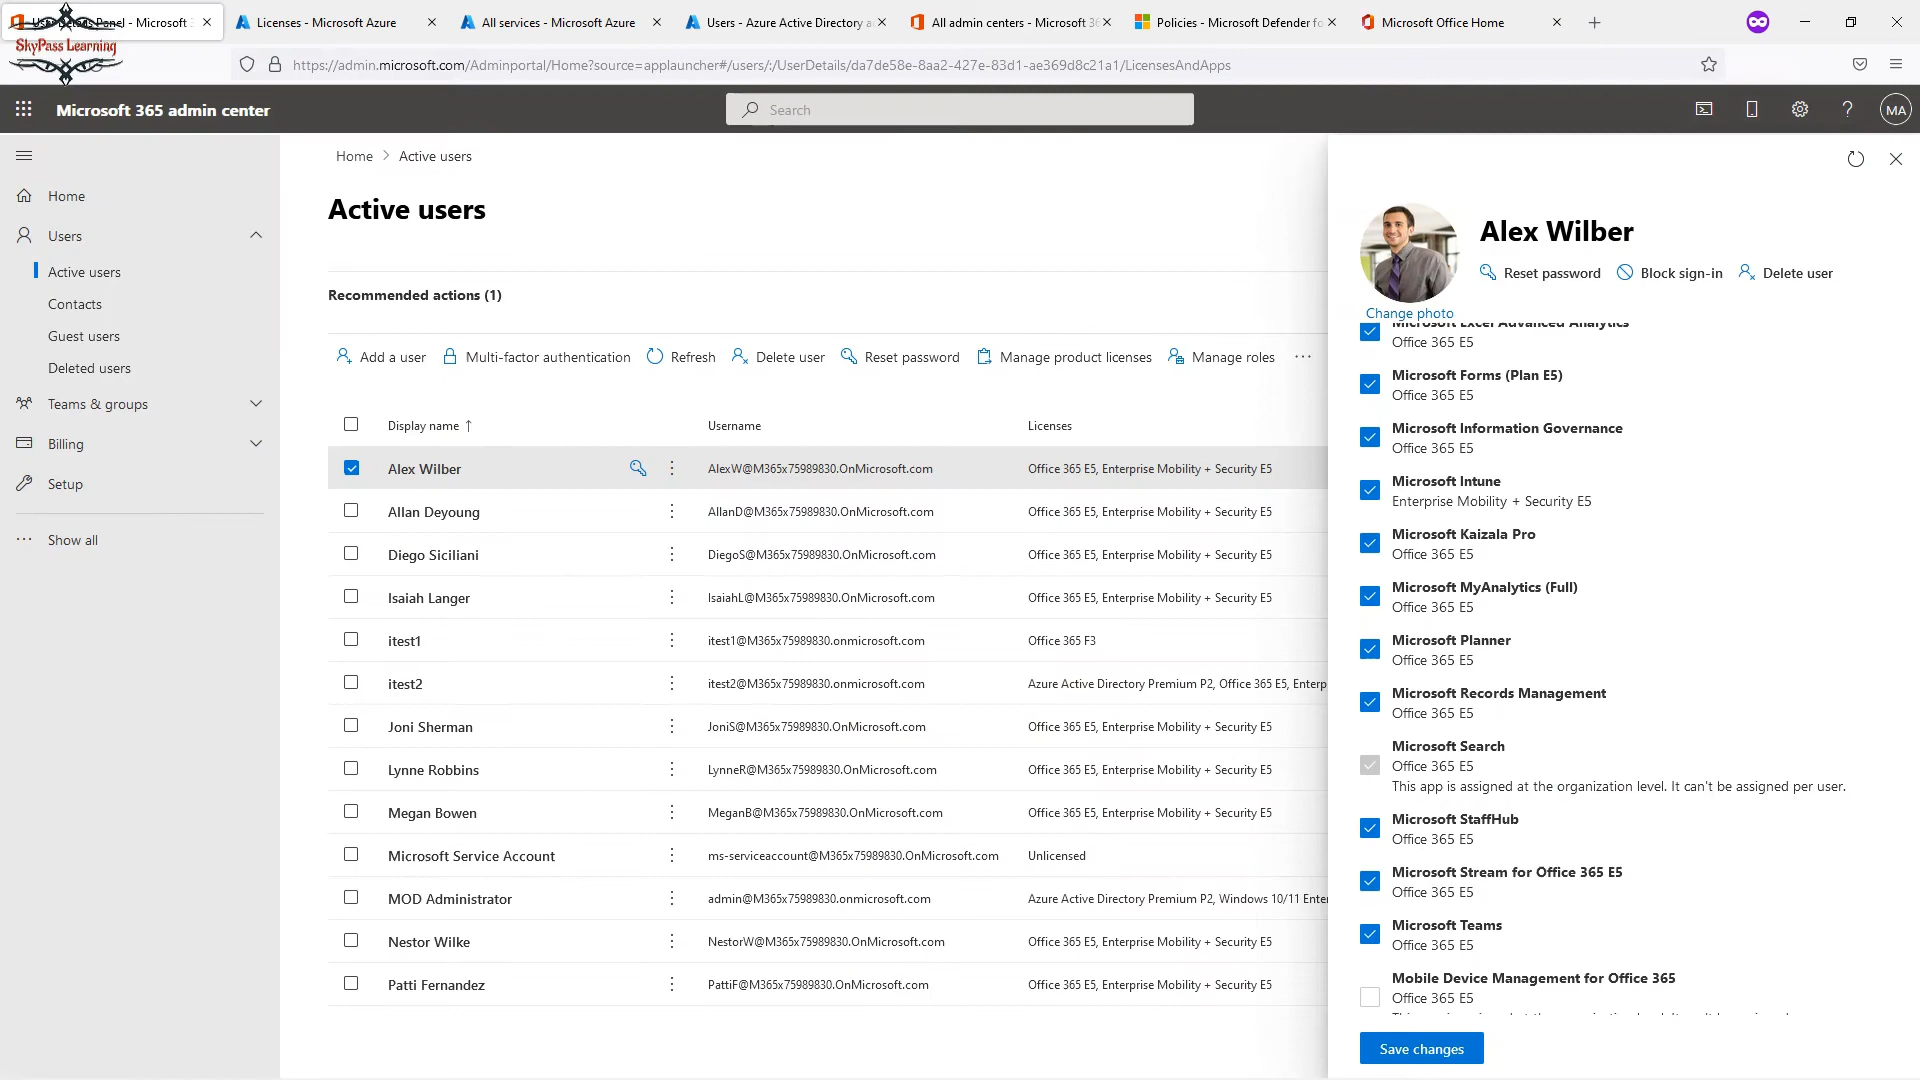 Details Panel - Microsoft
Licenses - Microsoft Azure
All services - Microsoft Azure
Users - Azure Active Directory a
All admin centers - Microsoft 36
Policies - Microsoft Defender fo
Microsoft Office Home
SkyPass Learning
https://admin.microsoft.com/Adminportal/Home?source=applauncher#/users/:/UserDetails/da7de58e-8aa2-427e-83d1-ae369d8c21a1/LicensesAndApps
Microsoft 365 admin center
Search
MA
Home
Users
Active users
Contacts
Guest users
Deleted users
Teams & groups
Billing
Setup
Show all
Home > Active users
Active users
Recommended actions (1)
Add a user Multi-factor authentication Refresh Delete user Reset password Manage product licenses Manage roles
Display name ↑ Username Licenses
Alex Wilber AlexW@M365x75989830.OnMicrosoft.com Office 365 E5, Enterprise Mobility + Security E5
Allan Deyoung AllanD@M365x75989830.OnMicrosoft.com Office 365 E5, Enterprise Mobility + Security E5
Diego Siciliani DiegoS@M365x75989830.OnMicrosoft.com Office 365 E5, Enterprise Mobility + Security E5
Isaiah Langer IsaiahL@M365x75989830.OnMicrosoft.com Office 365 E5, Enterprise Mobility + Security E5
itest1 itest1@M365x75989830.onmicrosoft.com Office 365 F3
itest2 itest2@M365x75989830.onmicrosoft.com Azure Active Directory Premium P2, Office 365 E5, Enterp
Joni Sherman JoniS@M365x75989830.OnMicrosoft.com Office 365 E5, Enterprise Mobility + Security E5
Lynne Robbins LynneR@M365x75989830.OnMicrosoft.com Office 365 E5, Enterprise Mobility + Security E5
Megan Bowen MeganB@M365x75989830.OnMicrosoft.com Office 365 E5, Enterprise Mobility + Security E5
Microsoft Service Account ms-serviceaccount@M365x75989830.OnMicrosoft.com Unlicensed
MOD Administrator admin@M365x75989830.onmicrosoft.com Azure Active Directory Premium P2, Windows 10/11 Enter
Nestor Wilke NestorW@M365x75989830.OnMicrosoft.com Office 365 E5, Enterprise Mobility + Security E5
Patti Fernandez PattiF@M365x75989830.OnMicrosoft.com Office 365 E5, Enterprise Mobility + Security E5
Alex Wilber
Reset password Block sign-in Delete user
Change photo
Microsoft Excel Advanced Analytics
Office 365 E5
Microsoft Forms (Plan E5)
Office 365 E5
Microsoft Information Governance
Office 365 E5
Microsoft Intune
Enterprise Mobility + Security E5
Microsoft Kaizala Pro
Office 365 E5
Microsoft MyAnalytics (Full)
Office 365 E5
Microsoft Planner
Office 365 E5
Microsoft Records Management
Office 365 E5
Microsoft Search
Office 365 E5
This app is assigned at the organization level. It can't be assigned per user.
Microsoft StaffHub
Office 365 E5
Microsoft Stream for Office 365 E5
Office 365 E5
Microsoft Teams
Office 365 E5
Mobile Device Management for Office 365
Office 365 E5
Save changes